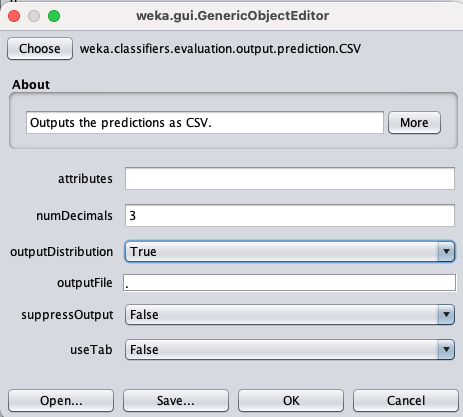 weka.gui.GenericObjectEditor
Choose weka.classifiers.evaluation.output.prediction.CSV
About
Outputs the predictions as CSV. More
attributes
numDecimals 3
outputDistribution True
outputFile .
suppressOutput False
useTab False
Open... Save... OK Cancel